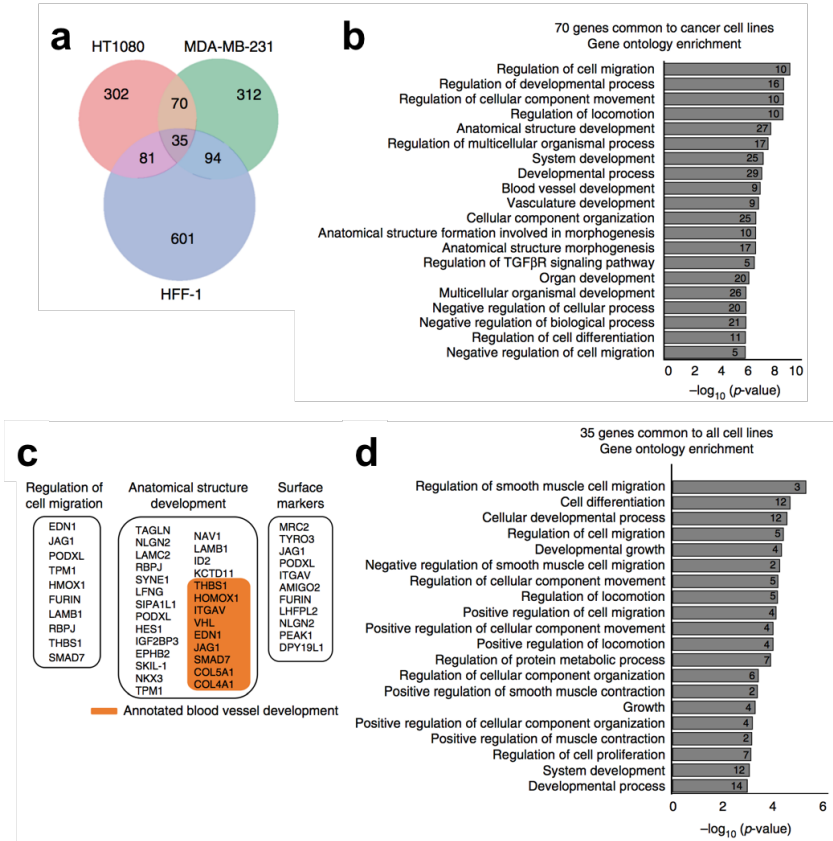 a
HT1080
MDA-MB-231
302
70
312
35
81
94
601
HFF-1
b
70 genes common to cancer cell lines
Gene ontology enrichment
Regulation of cell migration 10
Regulation of developmental process 16
Regulation of cellular component movement 10
Regulation of locomotion 10
Anatomical structure development 27
Regulation of multicellular organismal process 17
System development 25
Developmental process 29
Blood vessel development 9
Vasculature development 9
Cellular component organization 25
Anatomical structure formation involved in morphogenesis 10
Anatomical structure morphogenesis 17
Regulation of TGFβR signaling pathway 5
Organ development 20
Multicellular organismal development 26
Negative regulation of cellular process 20
Negative regulation of biological process 21
Regulation of cell differentiation 11
Negative regulation of cell migration 5
0 2 4 6 8 10
–log10 (p-value)
c
Regulation of
cell migration
EDN1
JAG1
PODXL
TPM1
HMOX1
FURIN
LAMB1
RBPJ
THBS1
SMAD7
Anatomical structure
development
TAGLN
NLGN2
LAMC2
RBPJ
SYNE1
LFNG
SIPA1L1
PODXL
HES1
IGF2BP3
EPHB2
SKIL-1
NKX3
TPM1
NAV1
LAMB1
ID2
KCTD11
THBS1
HOMOX1
ITGAV
VHL
EDN1
JAG1
SMAD7
COL5A1
COL4A1
Surface
markers
MRC2
TYRO3
JAG1
PODXL
ITGAV
AMIGO2
FURIN
LHFPL2
NLGN2
PEAK1
DPY19L1
Annotated blood vessel development
d
35 genes common to all cell lines
Gene ontology enrichment
Regulation of smooth muscle cell migration 3
Cell differentiation 12
Cellular developmental process 12
Regulation of cell migration 5
Developmental growth 4
Negative regulation of smooth muscle cell migration 2
Regulation of cellular component movement 5
Regulation of locomotion 5
Positive regulation of cell migration 4
Positive regulation of cellular component movement 4
Positive regulation of locomotion 4
Regulation of protein metabolic process 7
Regulation of cellular component organization 6
Positive regulation of smooth muscle contraction 2
Growth 4
Positive regulation of cellular component organization 4
Positive regulation of muscle contraction 2
Regulation of cell proliferation 7
System development 12
Developmental process 14
0 2 4 6
–log10 (p-value)